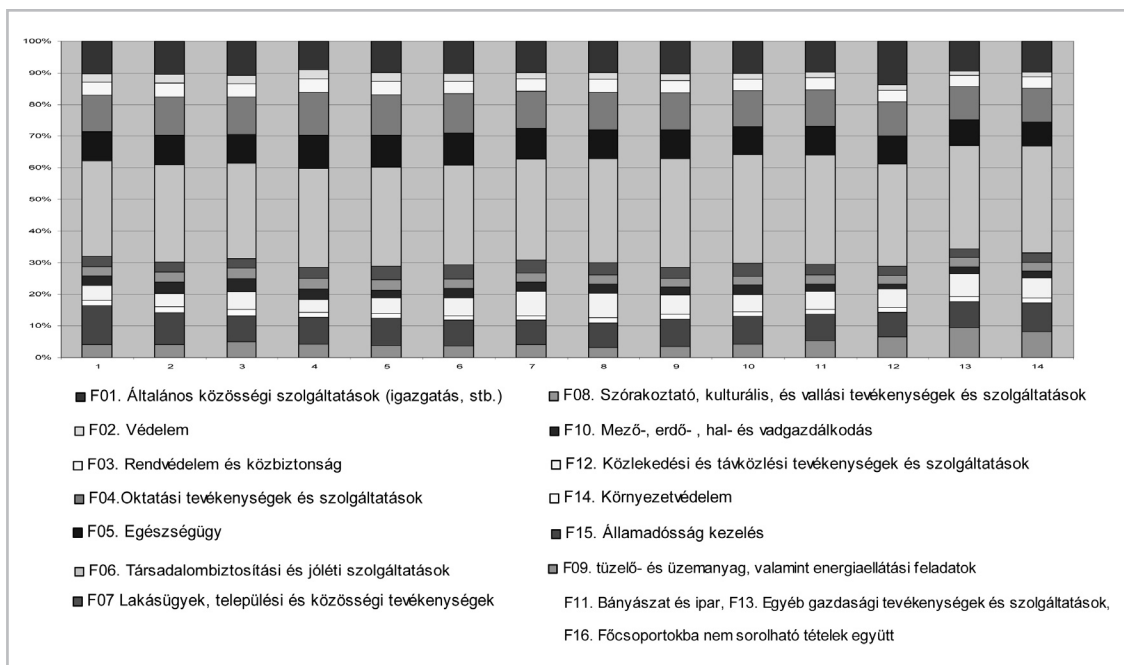 100%
90%
80%
70%
60%
50%
40%
30%
20%
10%
0%
1 2 3 4 5 6 7 8 9 10 11 12 13 14
F01. Általános közösségi szolgáltatások (igazgatás, stb.)
F02. Védelem
F03. Rendvédelem és közbiztonság
F04.Oktatási tevékenységek és szolgáltatások
F05. Egészségügy
F06. Társadalombiztosítási és jóléti szolgáltatások
F07 Lakásügyek, települési és közösségi tevékenységek
F08. Szórakoztató, kulturális, és vallási tevékenységek és szolgáltatások
F10. Mező-, erdő- , hal- és vadgazdálkodás
F12. Közlekedési és távközlési tevékenységek és szolgáltatások
F14. Környezetvédelem
F15. Államadósság kezelés
F09. tüzelő- és üzemanyag, valamint energiaellátási feladatok
F11. Bányászat és ipar, F13. Egyéb gazdasági tevékenységek és szolgáltatások,
F16. Főcsoportokba nem sorolható tételek együtt